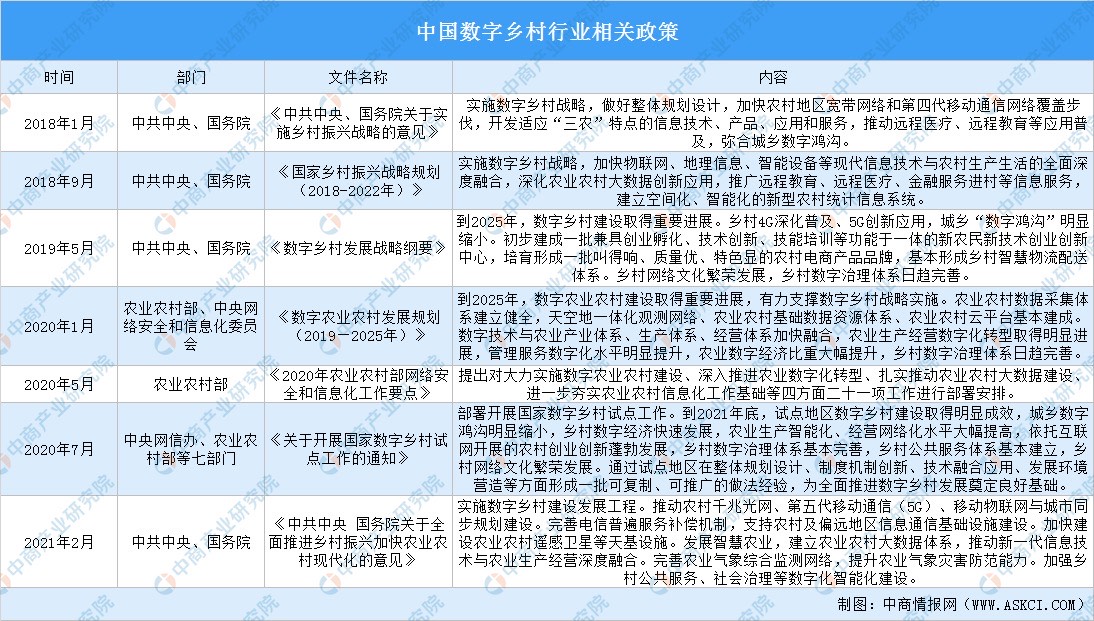 中国数字乡村行业相关政策
时间 部门 文件名称 内容
2018年1月 中共中央、国务院
《中共中央、国务院关于实
施乡村振兴战略的意见》
实施数字乡村战略，做好整体规划设计，加快农村地区宽带网络和第四代移动通信网络覆盖步
伐，开发适应“三农”特点的信息技术、产品、应用和服务，推动远程医疗、远程教育等应用普
及，弥合城乡数字鸿沟。
2018年9月 中共中央、国务院
《国家乡村振兴战略规划
（2018-2022年）》
实施数字乡村战略，加快物联网、地理信息、智能设备等现代信息技术与农村生产生活的全面深
度融合，深化农业农村大数据创新应用，推广远程教育、远程医疗、金融服务进村等信息服务，
建立空间化、智能化的新型农村统计信息系统。
2019年5月 中共中央、国务院
《数字乡村发展战略纲要》
到2025年，数字乡村建设取得重要进展。乡村4G深化普及、5G创新应用，城乡“数字鸿沟”明显
缩小。初步建成一批兼具创业孵化、技术创新、技能培训等功能于一体的新农民新技术创业创新
中心，培育形成一批叫得响、质量优、特色显的农村电商产品品牌，基本形成乡村智慧物流配送
体系。乡村网络文化繁荣发展，乡村数字治理体系日趋完善。
2020年1月
农业农村部、中央网
络安全和信息化委员
会
《数字农业农村发展规划
（2019—2025年）》
到2025年，数字农业农村建设取得重要进展，有力支撑数字乡村战略实施。农业农村数据采集体
系建立健全，天空地一体化观测网络、农业农村基础数据资源体系、农业农村云平台基本建成。
数字技术与农业产业体系、生产体系、经营体系加快融合，农业生产经营数字化转型取得明显进
展，管理服务数字化水平明显提升，农业数字经济比重大幅提升，乡村数字治理体系日趋完善。
2020年5月 农业农村部
《2020年农业农村部网络安
全和信息化工作要点》
提出对大力实施数字农业农村建设、深入推进农业数字化转型、扎实推动农业农村大数据建设、
进一步夯实农业农村信息化工作基础等四方面二十一项工作进行部署安排。
2020年7月
中央网信办、农业农
村部等七部门
《关于开展国家数字乡村试
点工作的通知》
部署开展国家数字乡村试点工作。到2021年底，试点地区数字乡村建设取得明显成效，城乡数字
鸿沟明显缩小，乡村数字经济快速发展，农业生产智能化、经营网络化水平大幅提高，依托互联
网开展的农村创业创新蓬勃发展，乡村数字治理体系基本完善，乡村公共服务体系基本建立，乡
村网络文化繁荣发展。通过试点地区在整体规划设计、制度机制创新、技术融合应用、发展环境
营造等方面形成一批可复制、可推广的做法经验，为全面推进数字乡村发展奠定良好基础。
2021年2月 中共中央、国务院
《中共中央 国务院关于全
面推进乡村振兴加快农业农
村现代化的意见》
实施数字乡村建设发展工程。推动农村千兆光网、第五代移动通信（5G）、移动物联网与城市同
步规划建设。完善电信普遍服务补偿机制，支持农村及偏远地区信息通信基础设施建设。加快建
设农业农村遥感卫星等天基设施。发展智慧农业，建立农业农村大数据体系，推动新一代信息技
术与农业生产经营深度融合。完善农业气象综合监测网络，提升农业气象灾害防范能力。加强乡
村公共服务、社会治理等数字化智能化建设。
制图：中商情报网（WWW.ASKCI.COM）